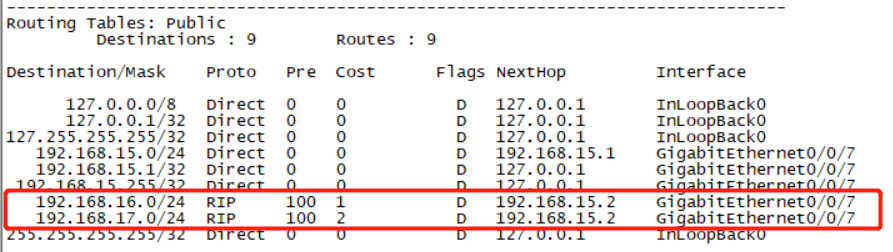 Routing Tables: Public
Destinations : 9 Routes : 9
Destination/Mask Proto Pre Cost Flags NextHop Interface
127.0.0.0/8 Direct 0 0 D 127.0.0.1 InLoopBack0
127.0.0.1/32 Direct 0 0 D 127.0.0.1 InLoopBack0
127.255.255.255/32 Direct 0 0 D 127.0.0.1 InLoopBack0
192.168.15.0/24 Direct 0 0 D 192.168.15.1 GigabitEthernet0/0/7
192.168.15.1/32 Direct 0 0 D 127.0.0.1 GigabitEthernet0/0/7
192.168.15.255/32 Direct 0 0 D 127.0.0.1 GigabitEthernet0/0/7
192.168.16.0/24 RIP 100 1 D 192.168.15.2 GigabitEthernet0/0/7
192.168.17.0/24 RIP 100 2 D 192.168.15.2 GigabitEthernet0/0/7
255.255.255.255/32 Direct 0 0 D 127.0.0.1 InLoopBack0